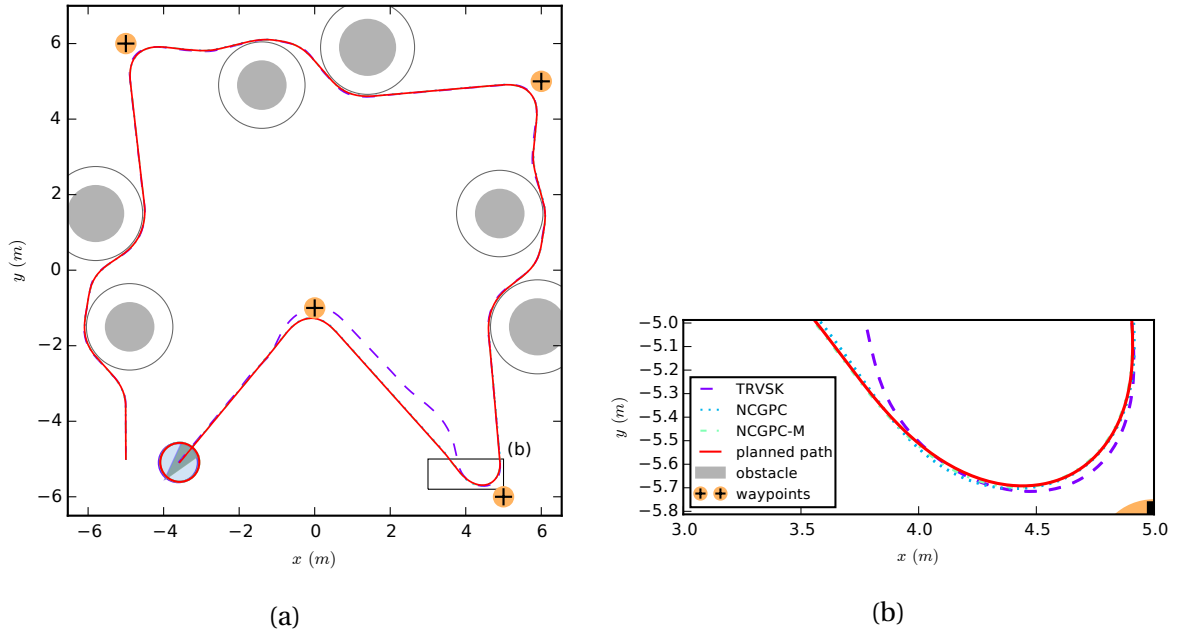 6
4
2
0
−2
−4
−6
y (m)
−6
−4
−2
0
2
4
6
x (m)
(b)
(a)
−5.0
−5.1
−5.2
−5.3
−5.4
−5.5
−5.6
−5.7
−5.8
y (m)
TRVSK
NCGPC
NCGPC-M
planned path
obstacle
waypoints
3.0
3.5
4.0
4.5
5.0
x (m)
(b)